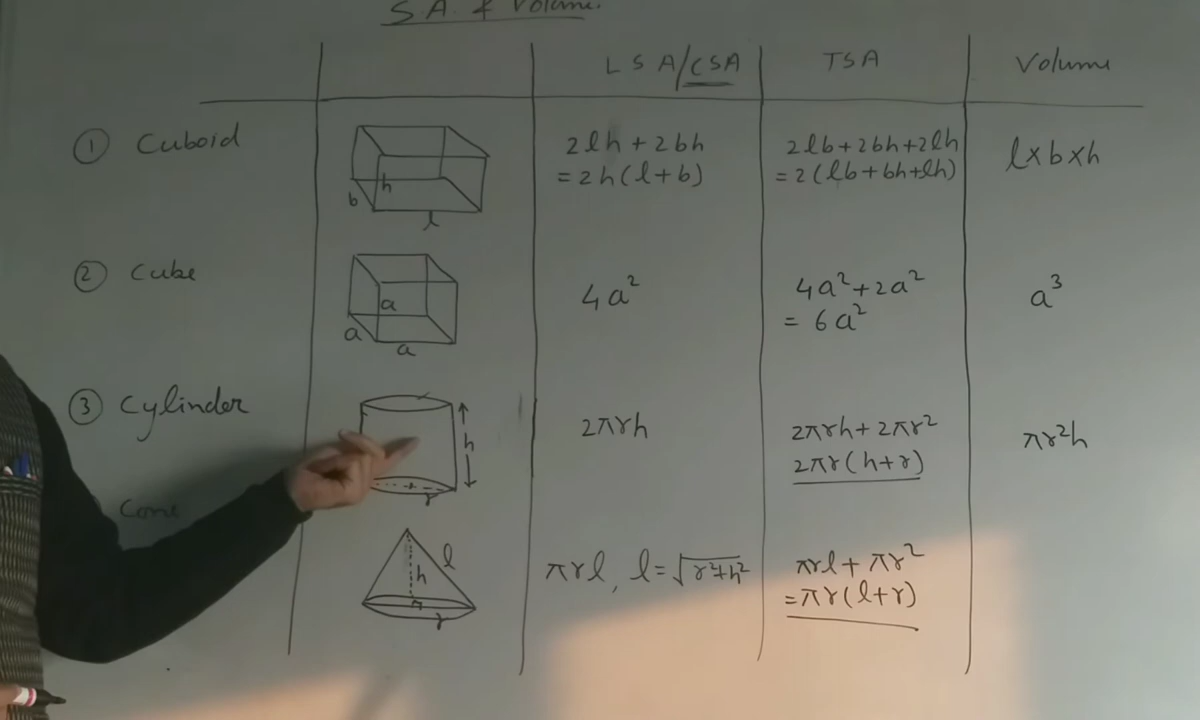 S.A. & Volume.
LSA/CSA TSA Volume
① Cuboid
b h l
2lh + 2bh
= 2h(l+b)
2lb+2bh+2lh
= 2(lb+bh+lh)
l×b×h
② Cube
a a a
4a²
4a²+2a²
= 6a²
a³
③ Cylinder
h r
2πrh
2πrh+2πr²
2πr(h+r)
πr²h
Cone
l h r
πrl, l=√r²+h²
πrl+πr²
=πr(l+r)